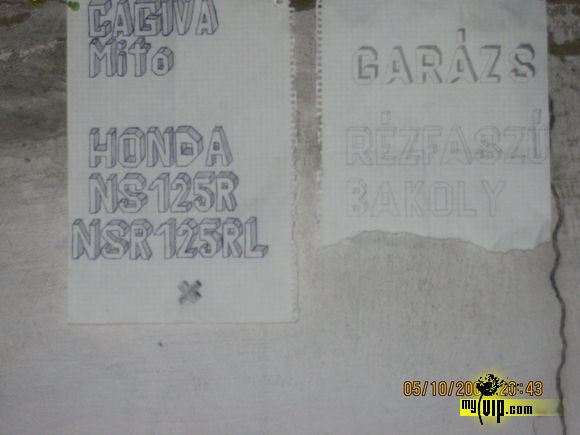 CAGIVA
Mito
HONDA
NS125R
NSR125RL
GARÁZS
RÉZFASZÚ
BAKOLY
05/10/20 20:43
myVIP.com